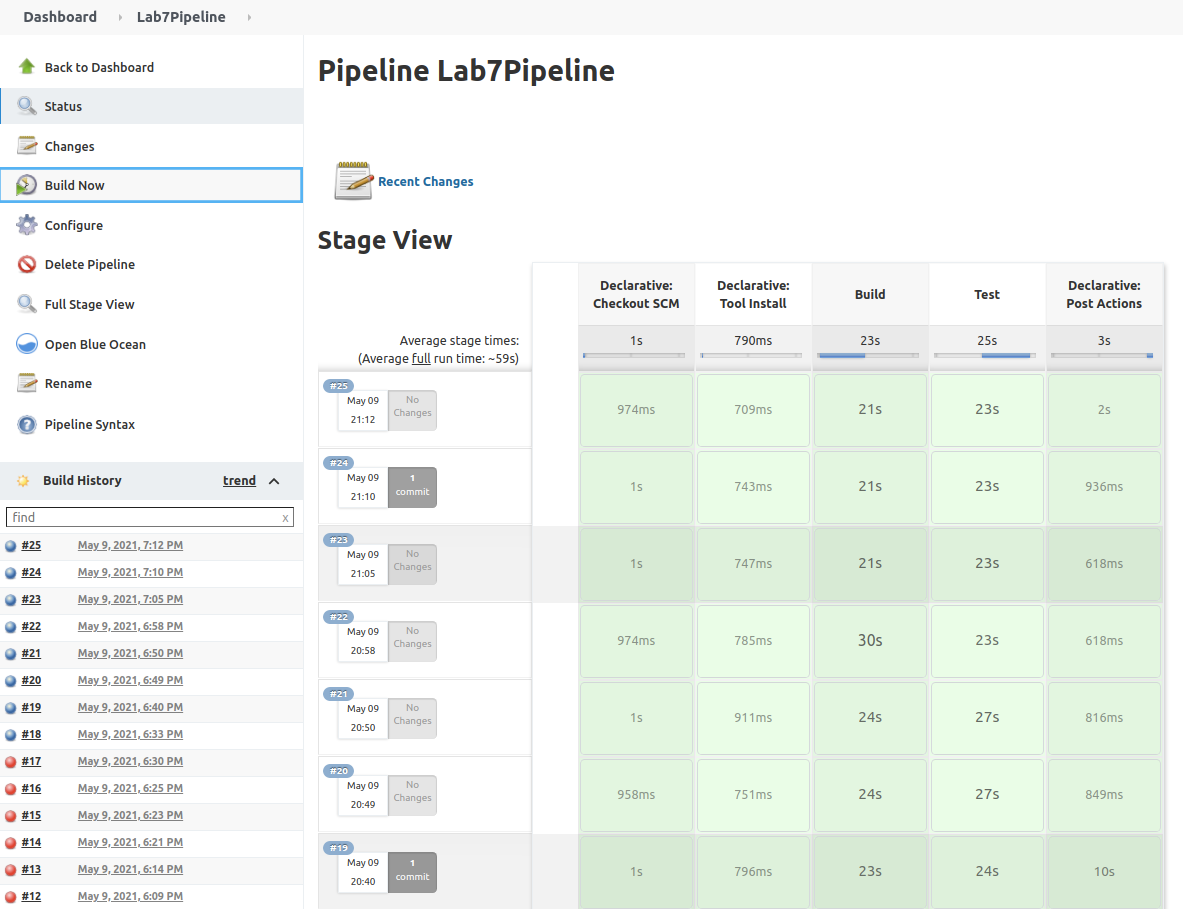 Dashboard
Lab7Pipeline
Back to Dashboard
Status
Changes
Build Now
Configure
Delete Pipeline
Full Stage View
Open Blue Ocean
Rename
Pipeline Syntax
Build History
trend
find
x
#25 May 9, 2021, 7:12 PM
#24 May 9, 2021, 7:10 PM
#23 May 9, 2021, 7:05 PM
#22 May 9, 2021, 6:58 PM
#21 May 9, 2021, 6:50 PM
#20 May 9, 2021, 6:49 PM
#19 May 9, 2021, 6:40 PM
#18 May 9, 2021, 6:33 PM
#17 May 9, 2021, 6:30 PM
#16 May 9, 2021, 6:25 PM
#15 May 9, 2021, 6:23 PM
#14 May 9, 2021, 6:21 PM
#13 May 9, 2021, 6:14 PM
#12 May 9, 2021, 6:09 PM
Pipeline Lab7Pipeline
Recent Changes
Stage View
Declarative:
Checkout SCM
Declarative:
Tool Install
Build
Test
Declarative:
Post Actions
Average stage times:
(Average full run time: ~59s)
1s
790ms
23s
25s
3s
#25
May 09
21:12
No
Changes
974ms
709ms
21s
23s
2s
#24
May 09
21:10
1
commit
1s
743ms
21s
23s
936ms
#23
May 09
21:05
No
Changes
1s
747ms
21s
23s
618ms
#22
May 09
20:58
No
Changes
974ms
785ms
30s
23s
618ms
#21
May 09
20:50
No
Changes
1s
911ms
24s
27s
816ms
#20
May 09
20:49
No
Changes
958ms
751ms
24s
27s
849ms
#19
May 09
20:40
1
commit
1s
796ms
23s
24s
10s